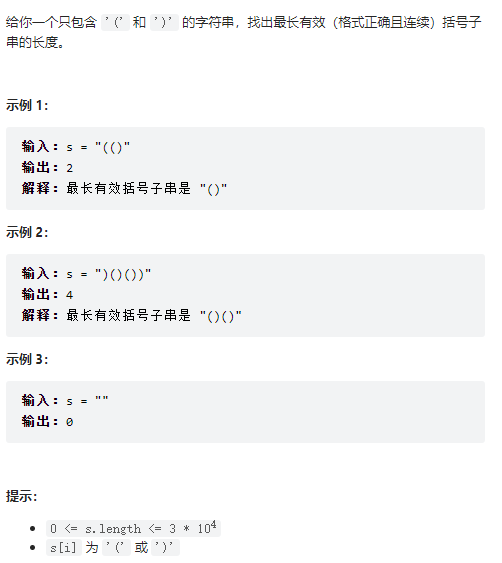 给你一个只包含 '(' 和 ')' 的字符串，找出最长有效（格式正确且连续）括号子
串的长度。
示例 1：
输入：s = "(()"
输出：2
解释：最长有效括号子串是 "()"
示例 2：
输入：s = ")()())"
输出：4
解释：最长有效括号子串是 "()()"
示例 3：
输入：s = ""
输出：0
提示：
• 0 <= s.length <= 3 * 10⁴
• s[i] 为 '(' 或 ')'